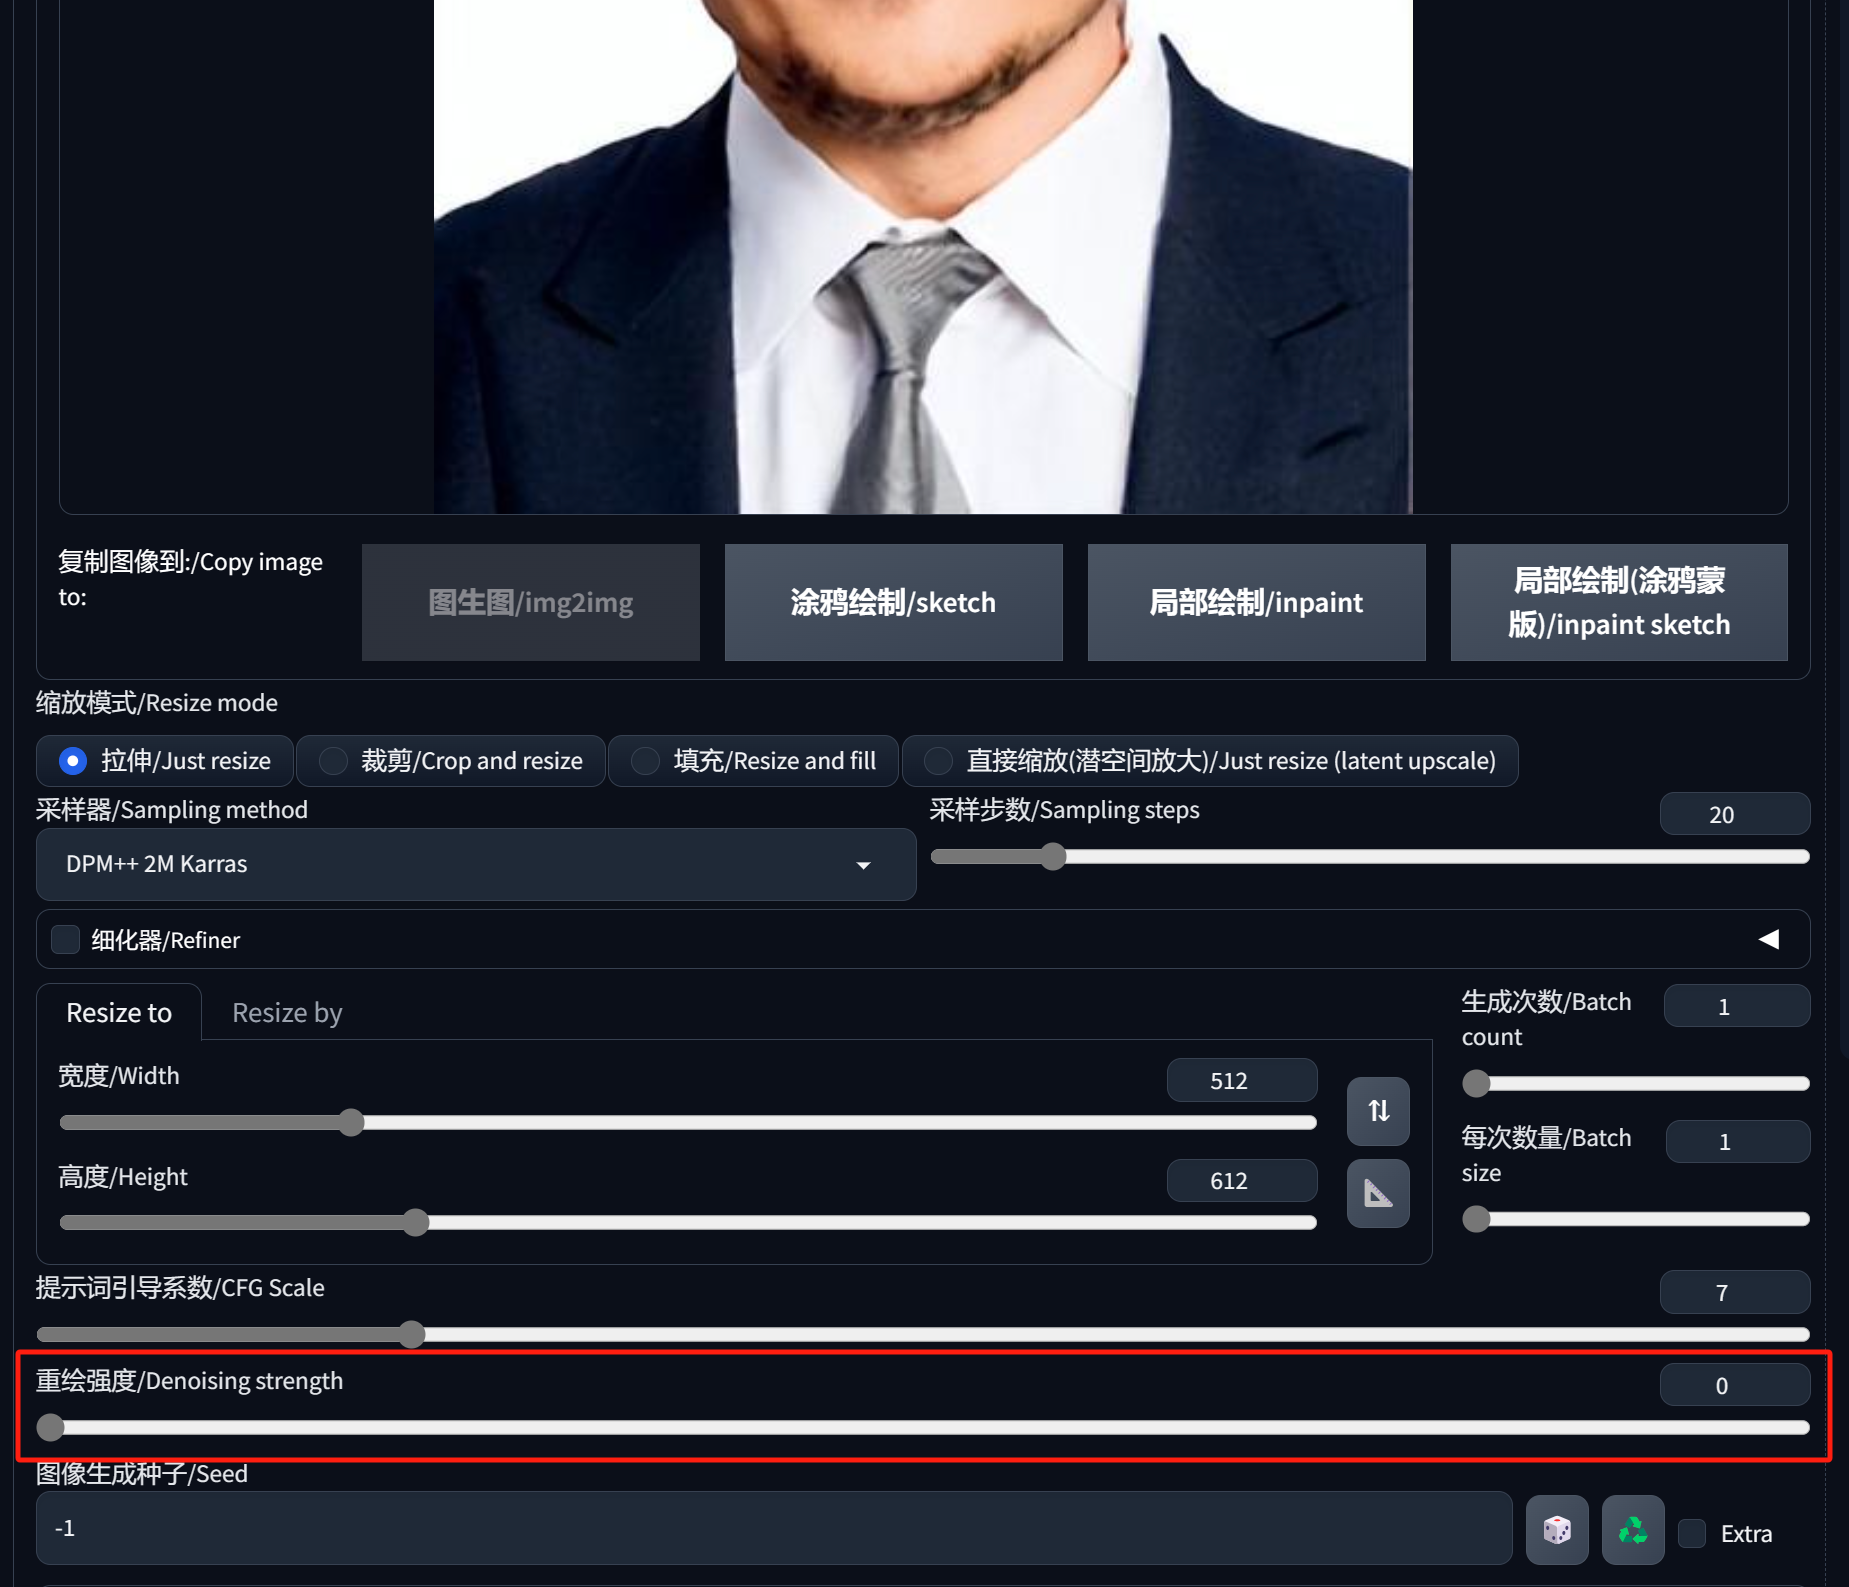 复制图像到:/Copy image
to:
图生图/img2img
涂鸦绘制/sketch
局部绘制/inpaint
局部绘制(涂鸦蒙
版)/inpaint sketch
缩放模式/Resize mode
拉伸/Just resize
裁剪/Crop and resize
填充/Resize and fill
直接缩放(潜空间放大)/Just resize (latent upscale)
采样器/Sampling method
DPM++ 2M Karras
采样步数/Sampling steps
20
细化器/Refiner
Resize to
Resize by
宽度/Width
512
高度/Height
612
生成次数/Batch
count
1
每次数量/Batch
size
1
提示词引导系数/CFG Scale
7
重绘强度/Denoising strength
0
图像生成种子/Seed
-1
Extra